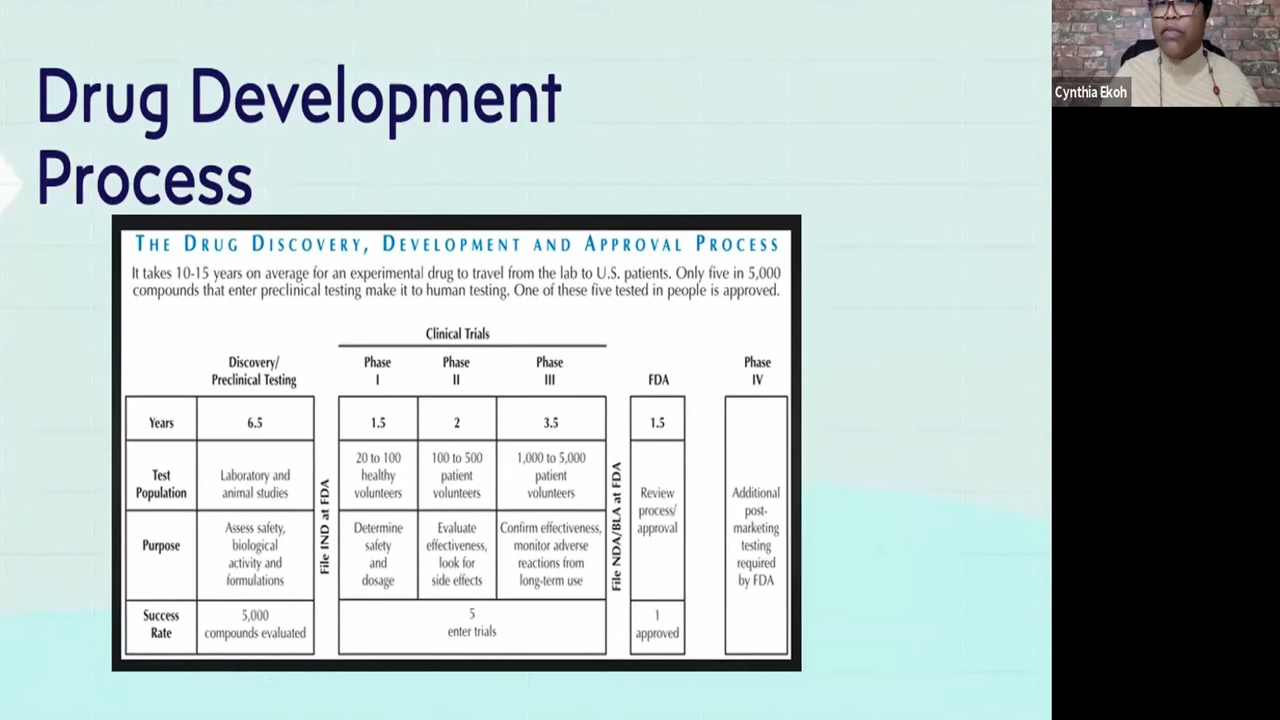 Drug Development
Process
THE DRUG DISCOVERY, DEVELOPMENT AND APPROVAL PROCESS
It takes 10-15 years on average for an experimental drug to travel from the lab to U.S. patients. Only five in 5,000
compounds that enter preclinical testing make it to human testing. One of these five tested in people is approved.
Clinical Trials
Discovery/
Preclinical Testing
Phase
I
Phase
II
Phase
III
FDA
Phase
IV
Years
6.5
1.5
2
3.5
1.5
Test
Population
Laboratory and
animal studies
20 to 100
healthy
volunteers
100 to 500
patient
volunteers
1,000 to 5,000
patient
volunteers
Purpose
Assess safety,
biological
activity and
formulations
Determine
safety
and
dosage
Evaluate
effectiveness,
look for
side effects
Confirm effectiveness,
monitor adverse
reactions from
long-term use
Success
Rate
5,000
compounds evaluated
5
enter trials
File IND at FDA
File NDA/BLA at FDA
Review
process/
approval
1
approved
Additional
post-
marketing
testing
required
by FDA
Cynthia Ekoh